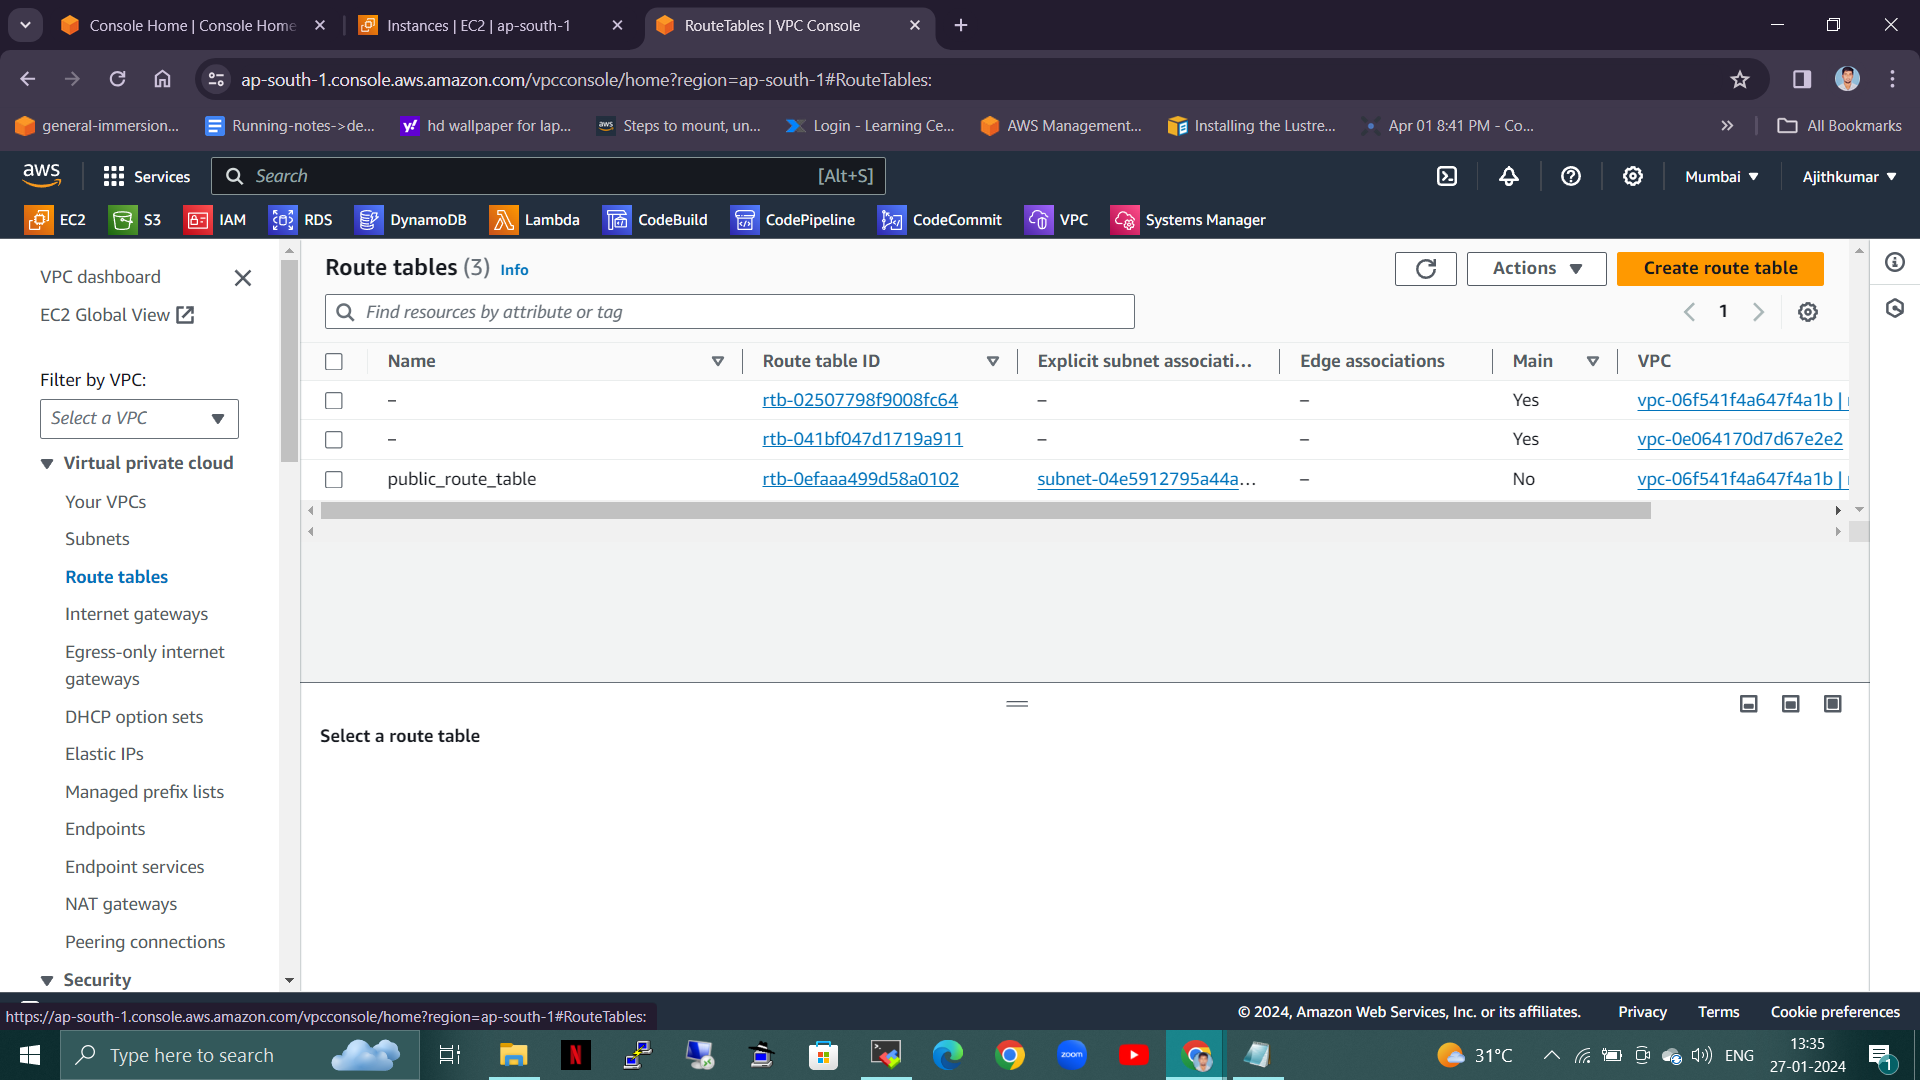 Console Home | Console Home
Instances | EC2 | ap-south-1
RouteTables | VPC Console
ap-south-1.console.aws.amazon.com/vpcconsole/home?region=ap-south-1#RouteTables:
general-immersion...
Running-notes->de...
hd wallpaper for lap...
Steps to mount, un...
Login - Learning Ce...
AWS Management...
Installing the Lustre...
Apr 01 8:41 PM - Co...
All Bookmarks
aws
Services
Search
[Alt+S]
Mumbai
Ajithkumar
EC2
S3
IAM
RDS
DynamoDB
Lambda
CodeBuild
CodePipeline
CodeCommit
VPC
Systems Manager
VPC dashboard
EC2 Global View
Filter by VPC:
Select a VPC
Virtual private cloud
Your VPCs
Subnets
Route tables
Internet gateways
Egress-only internet
gateways
DHCP option sets
Elastic IPs
Managed prefix lists
Endpoints
Endpoint services
NAT gateways
Peering connections
Security
Route tables (3) Info
Actions
Create route table
Find resources by attribute or tag
1
Name Route table ID Explicit subnet associati... Edge associations Main VPC
– rtb-02507798f9008fc64 – – Yes vpc-06f541f4a647f4a1b |
– rtb-041bf047d1719a911 – – Yes vpc-0e064170d7d67e2e2
public_route_table rtb-0efaaa499d58a0102 subnet-04e5912795a44a... – No vpc-06f541f4a647f4a1b |
Select a route table
https://ap-south-1.console.aws.amazon.com/vpcconsole/home?region=ap-south-1#RouteTables:
© 2024, Amazon Web Services, Inc. or its affiliates.
Privacy
Terms
Cookie preferences
Type here to search
zoom
31°C
ENG
13:35
27-01-2024
1